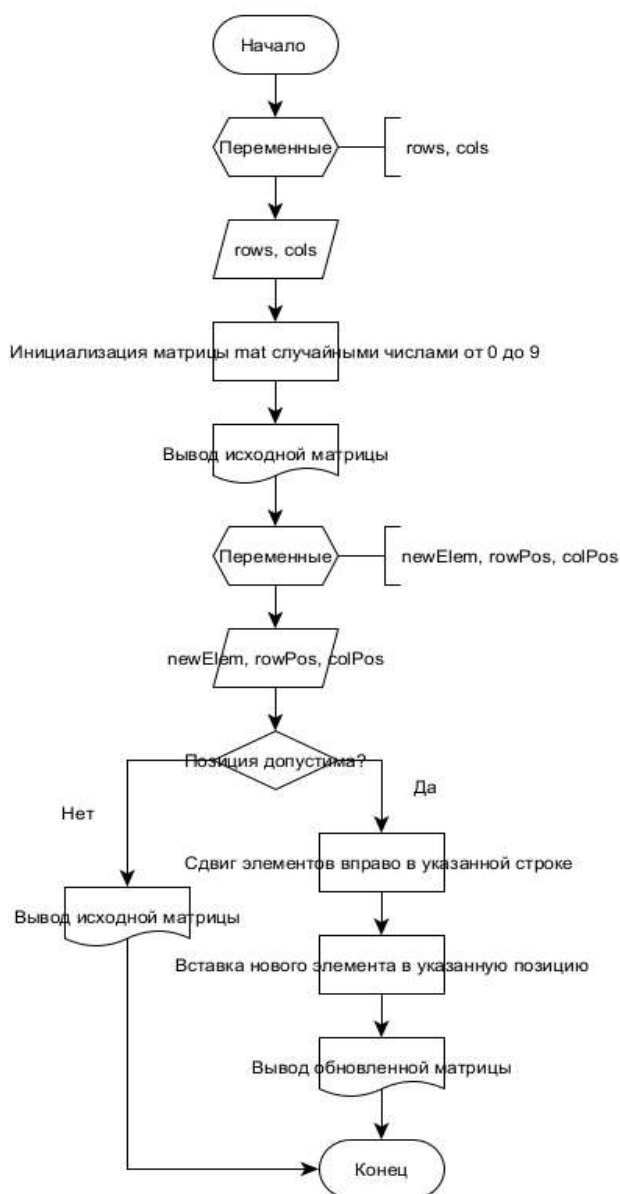 Начало
Переменные
rows, cols
rows, cols
Инициализация матрицы mat случайными числами от 0 до 9
Вывод исходной матрицы
Переменные
newElem, rowPos, colPos
newElem, rowPos, colPos
Позиция допустима?
Нет
Да
Сдвиг элементов вправо в указанной строке
Вывод исходной матрицы
Вставка нового элемента в указанную позицию
Вывод обновленной матрицы
Конец